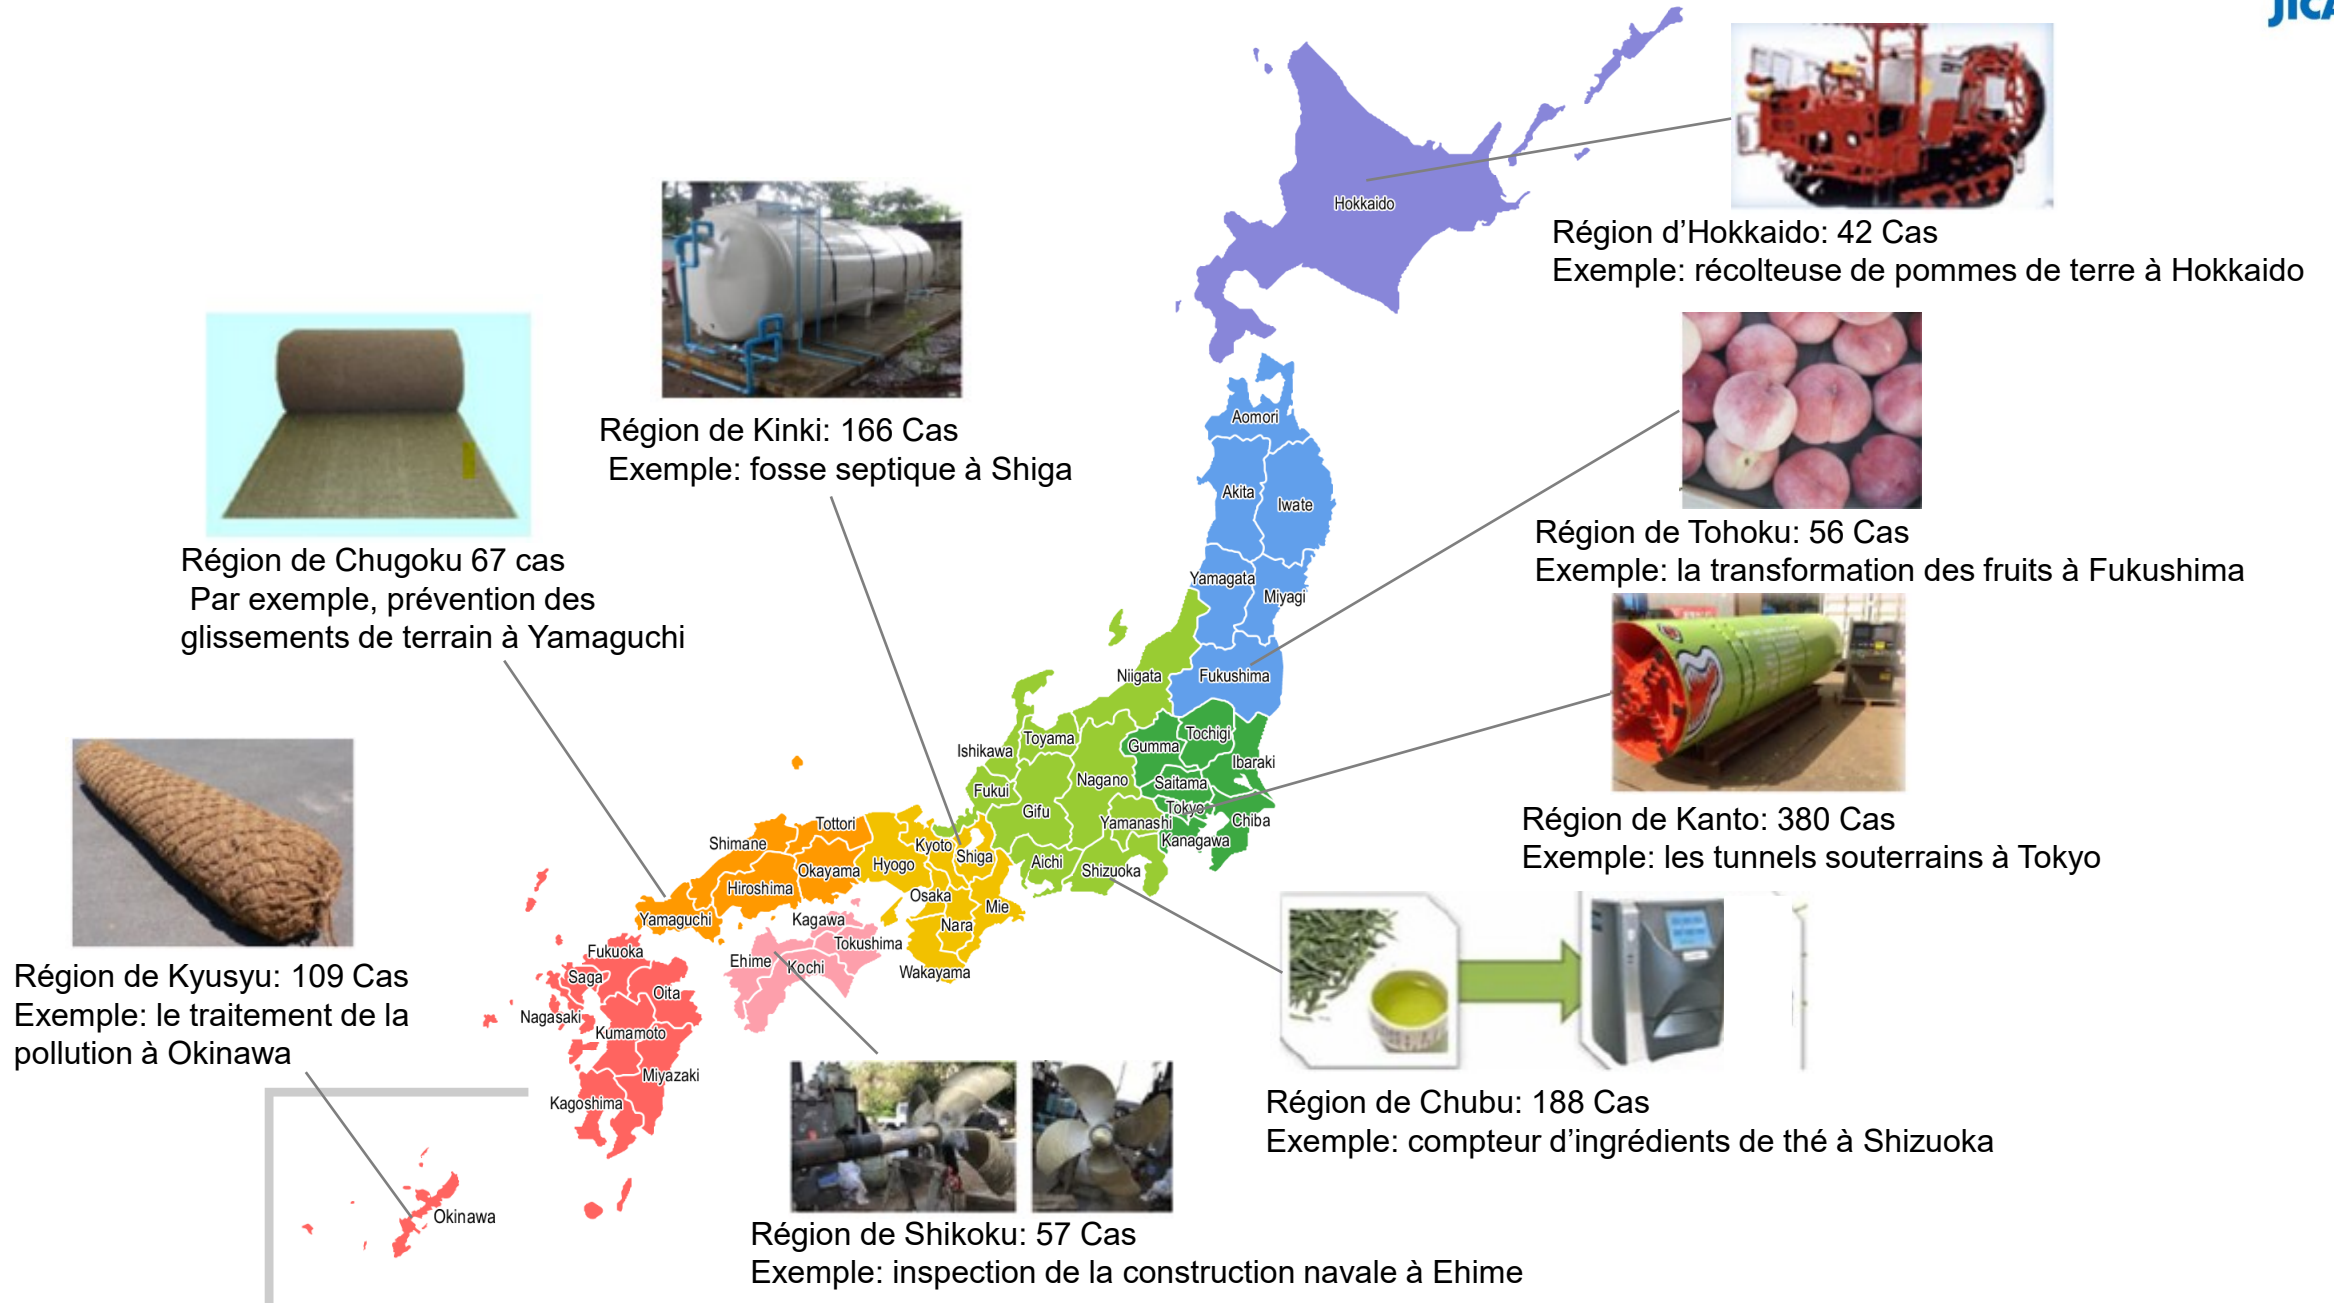 JICA
Hokkaido
Région d’Hokkaido: 42 Cas
Exemple: récolteuse de pommes de terre à Hokkaido
Région de Kinki: 166 Cas
Exemple: fosse septique à Shiga
Région de Chugoku 67 cas
Par exemple, prévention des
glissements de terrain à Yamaguchi
Région de Tohoku: 56 Cas
Exemple: la transformation des fruits à Fukushima
Aomori
Akita
Iwate
Yamagata
Miyagi
Niigata
Fukushima
Ishikawa
Toyama
Gumma
Tochigi
Ibaraki
Fukui
Nagano
Saitama
Gifu
Tokyo
Yamanashi
Chiba
Kanagawa
Aichi
Shizuoka
Région de Kanto: 380 Cas
Exemple: les tunnels souterrains à Tokyo
Tottori
Shimane
Kyoto
Shiga
Hyogo
Okayama
Hiroshima
Osaka
Mie
Yamaguchi
Kagawa
Nara
Tokushima
Ehime
Kochi
Wakayama
Région de Kyusyu: 109 Cas
Exemple: le traitement de la
pollution à Okinawa
Fukuoka
Saga
Oita
Nagasaki
Kumamoto
Miyazaki
Kagoshima
Okinawa
Région de Chubu: 188 Cas
Exemple: compteur d’ingrédients de thé à Shizuoka
Région de Shikoku: 57 Cas
Exemple: inspection de la construction navale à Ehime